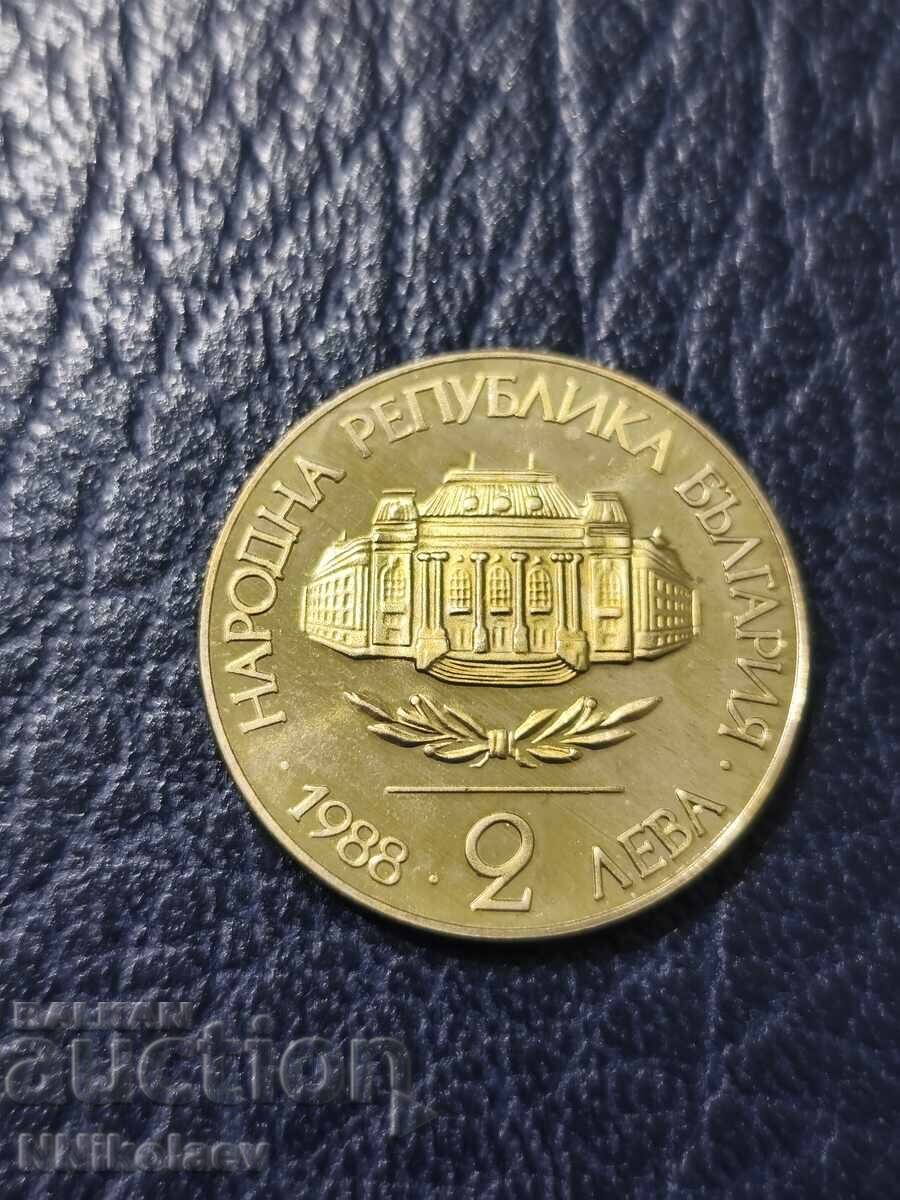 НАРОДНА РЕПУБЛИКА БЪЛГАРИЯ
· 1988 · 2 ЛЕВА ·
BALKAN
auction
NNikolaev